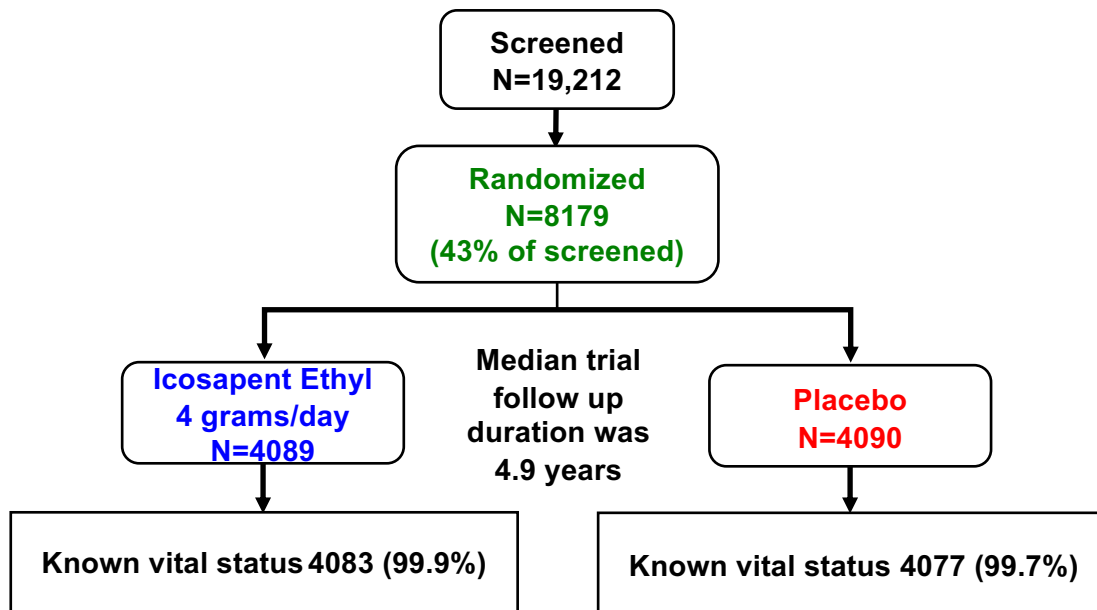 Screened
N=19,212
Randomized
N=8179
(43% of screened)
Icosapent Ethyl
4 grams/day
N=4089
Median trial
follow up
duration was
4.9 years
Placebo
N=4090
Known vital status 4083 (99.9%)
Known vital status 4077 (99.7%)